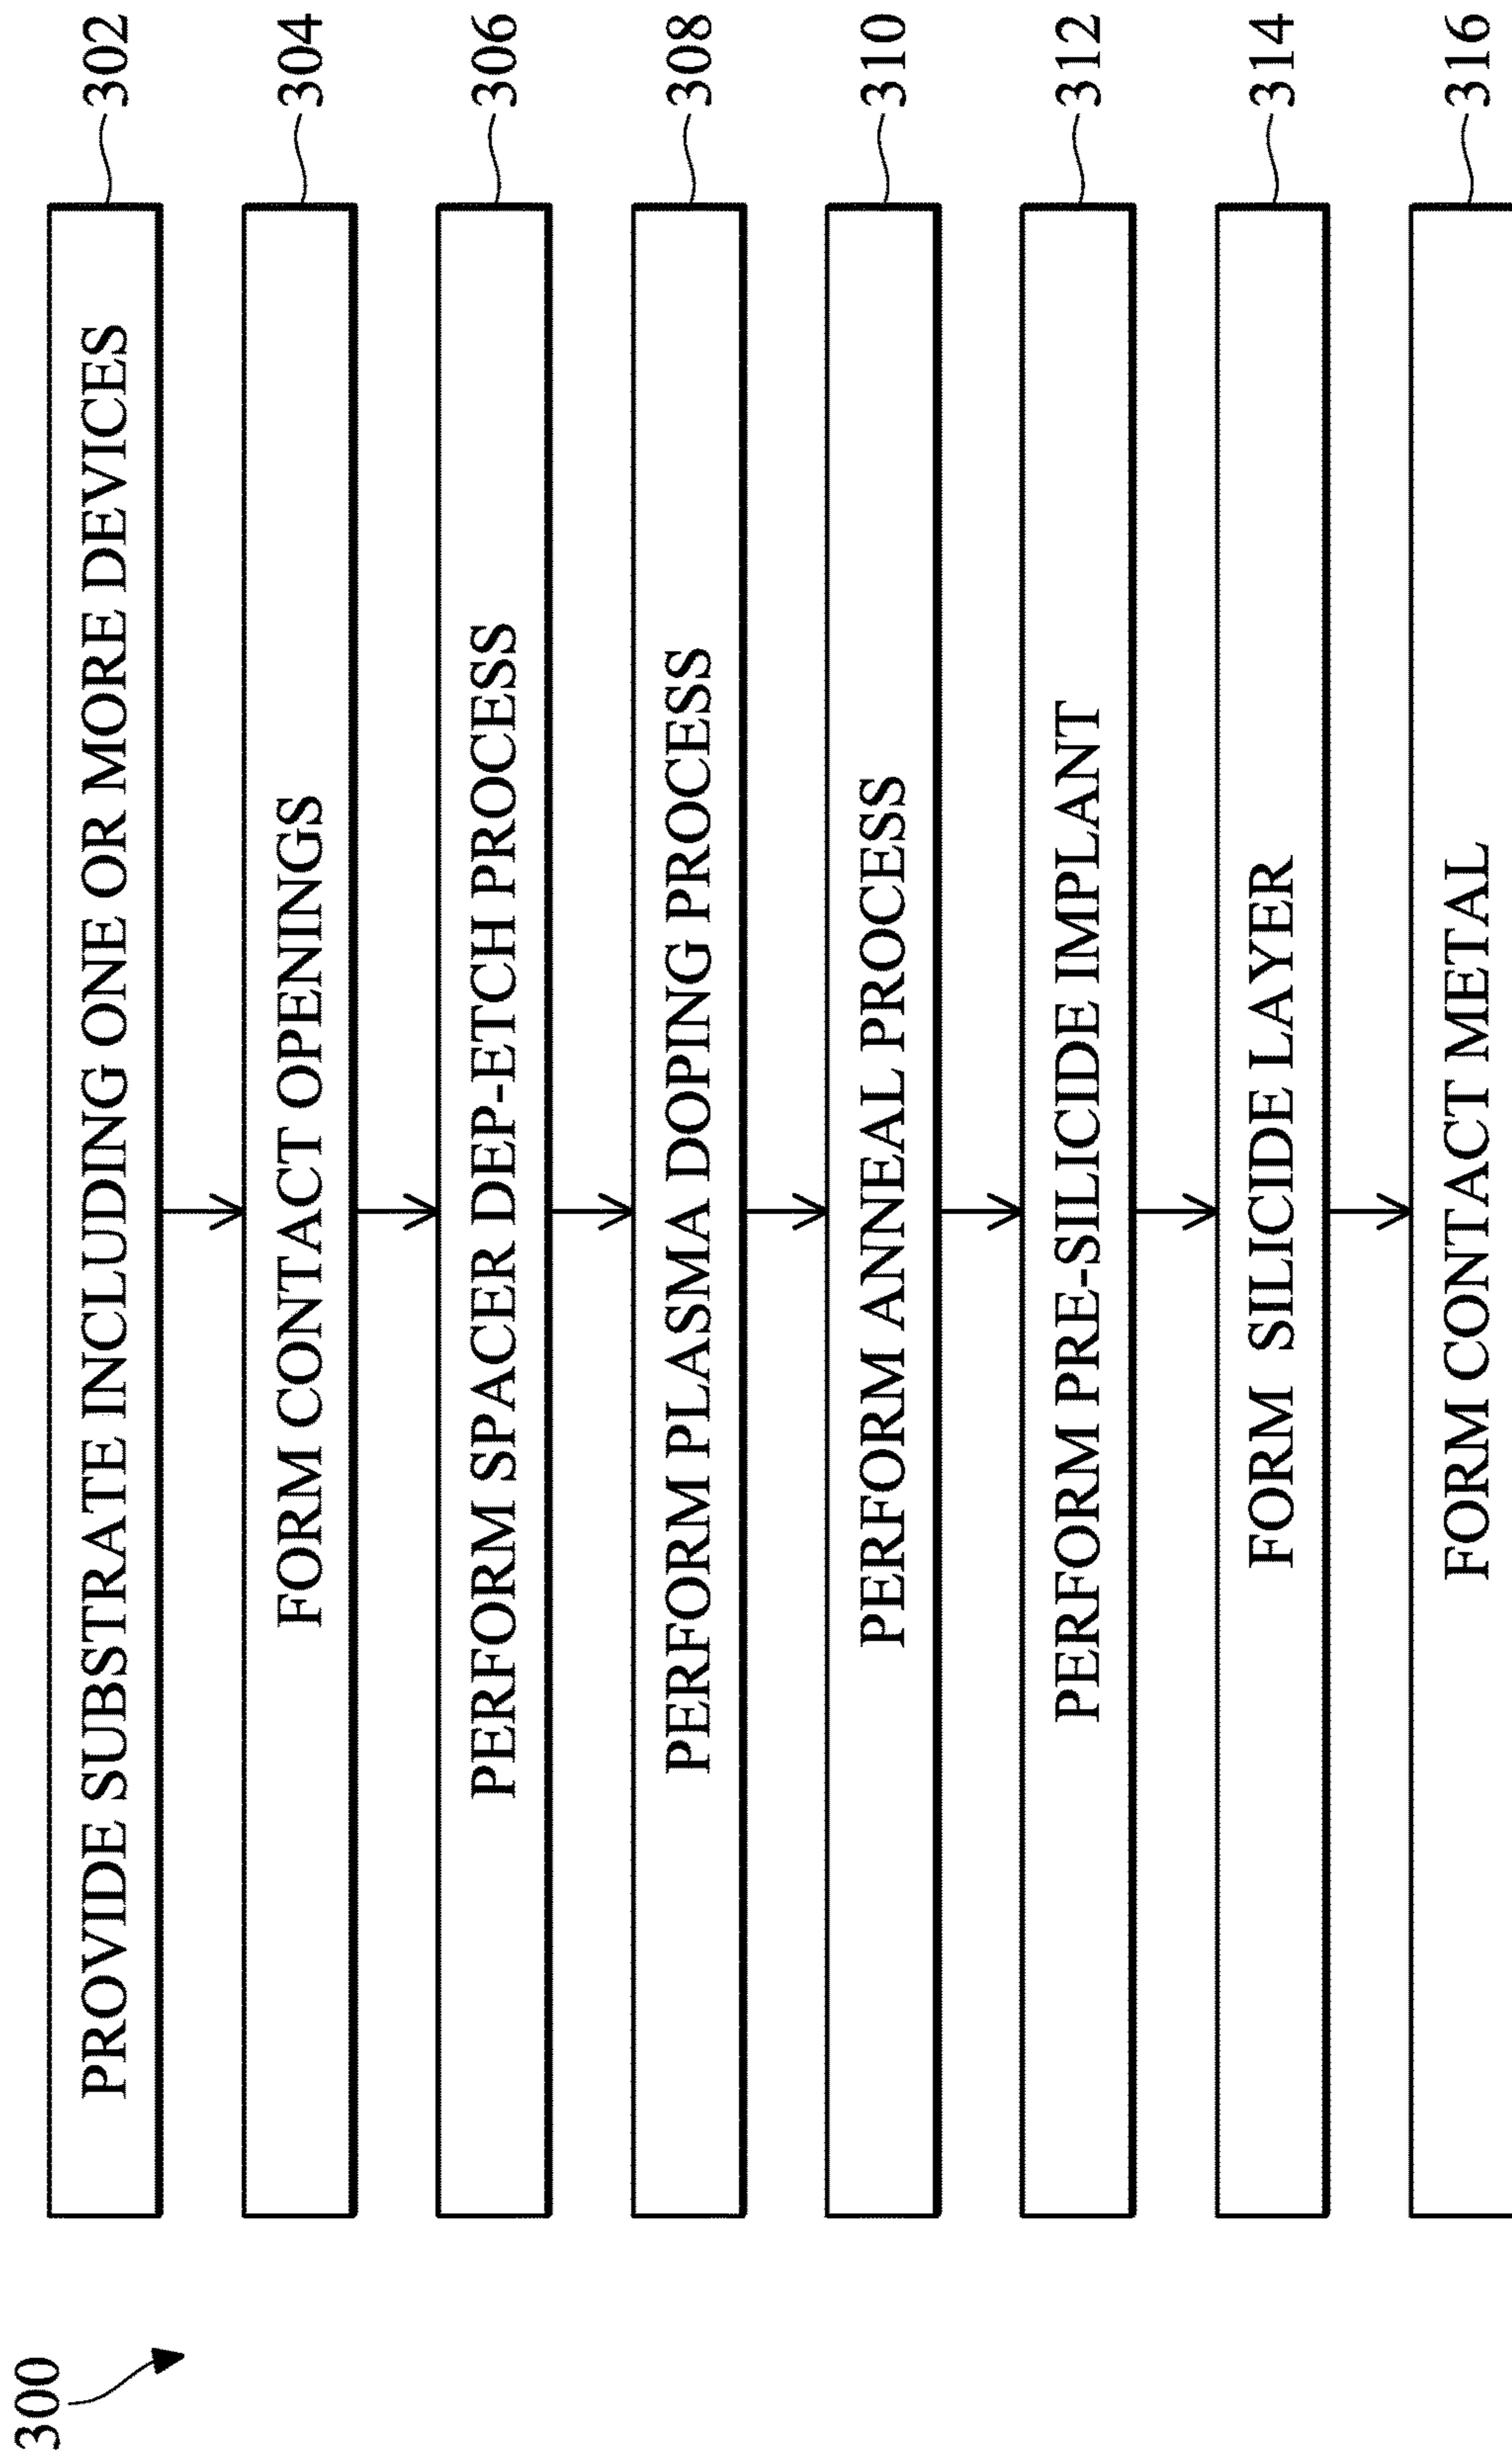 300
PROVIDE SUBSTRATE INCLUDING ONE OR MORE DEVICES 302
FORM CONTACT OPENINGS 304
PERFORM SPACER DEP-ETCH PROCESS 306
PERFORM PLASMA DOPING PROCESS 308
PERFORM ANNEAL PROCESS 310
PERFORM PRE-SILICIDE IMPLANT 312
FORM SILICIDE LAYER 314
FORM CONTACT METAL 316